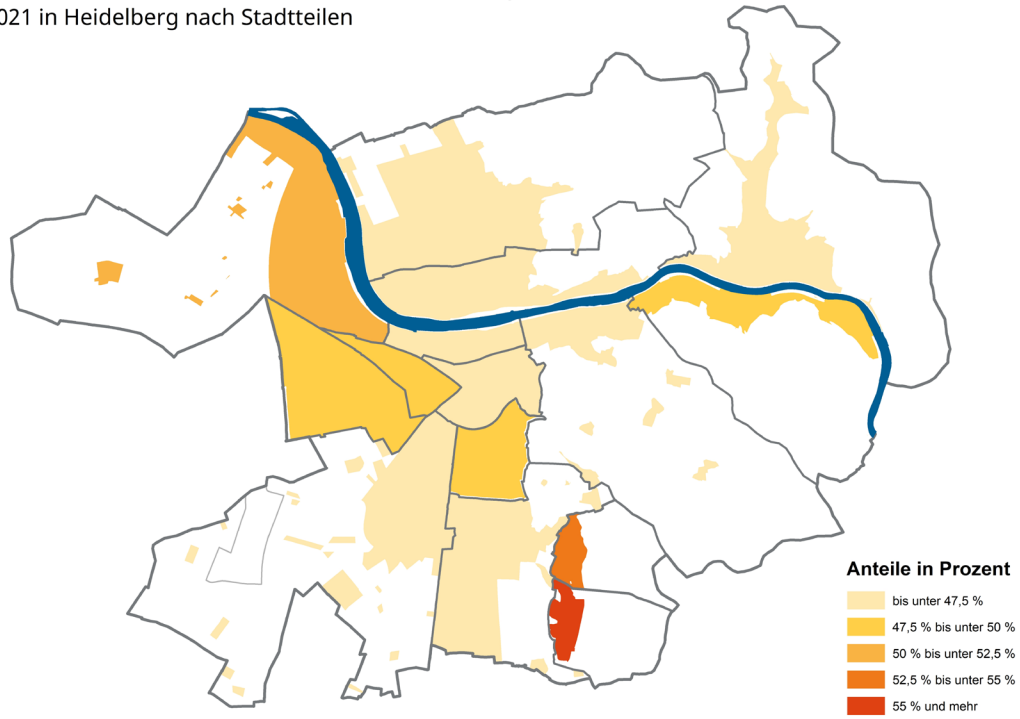 021 in Heidelberg nach Stadtteilen
Anteile in Prozent
bis unter 47,5 %
47,5 % bis unter 50 %
50 % bis unter 52,5 %
52,5 % bis unter 55 %
55 % und mehr